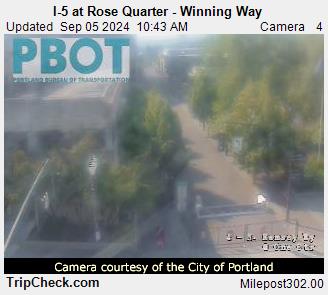 I-5 at Rose Quarter - Winning Way
Updated Sep 05 2024 10:43 AM Camera 4
PBOT
PORTLAND BUREAU OF TRANSPORTATION
Camera courtesy of the City of Portland
TripCheck.com Milepost302.00